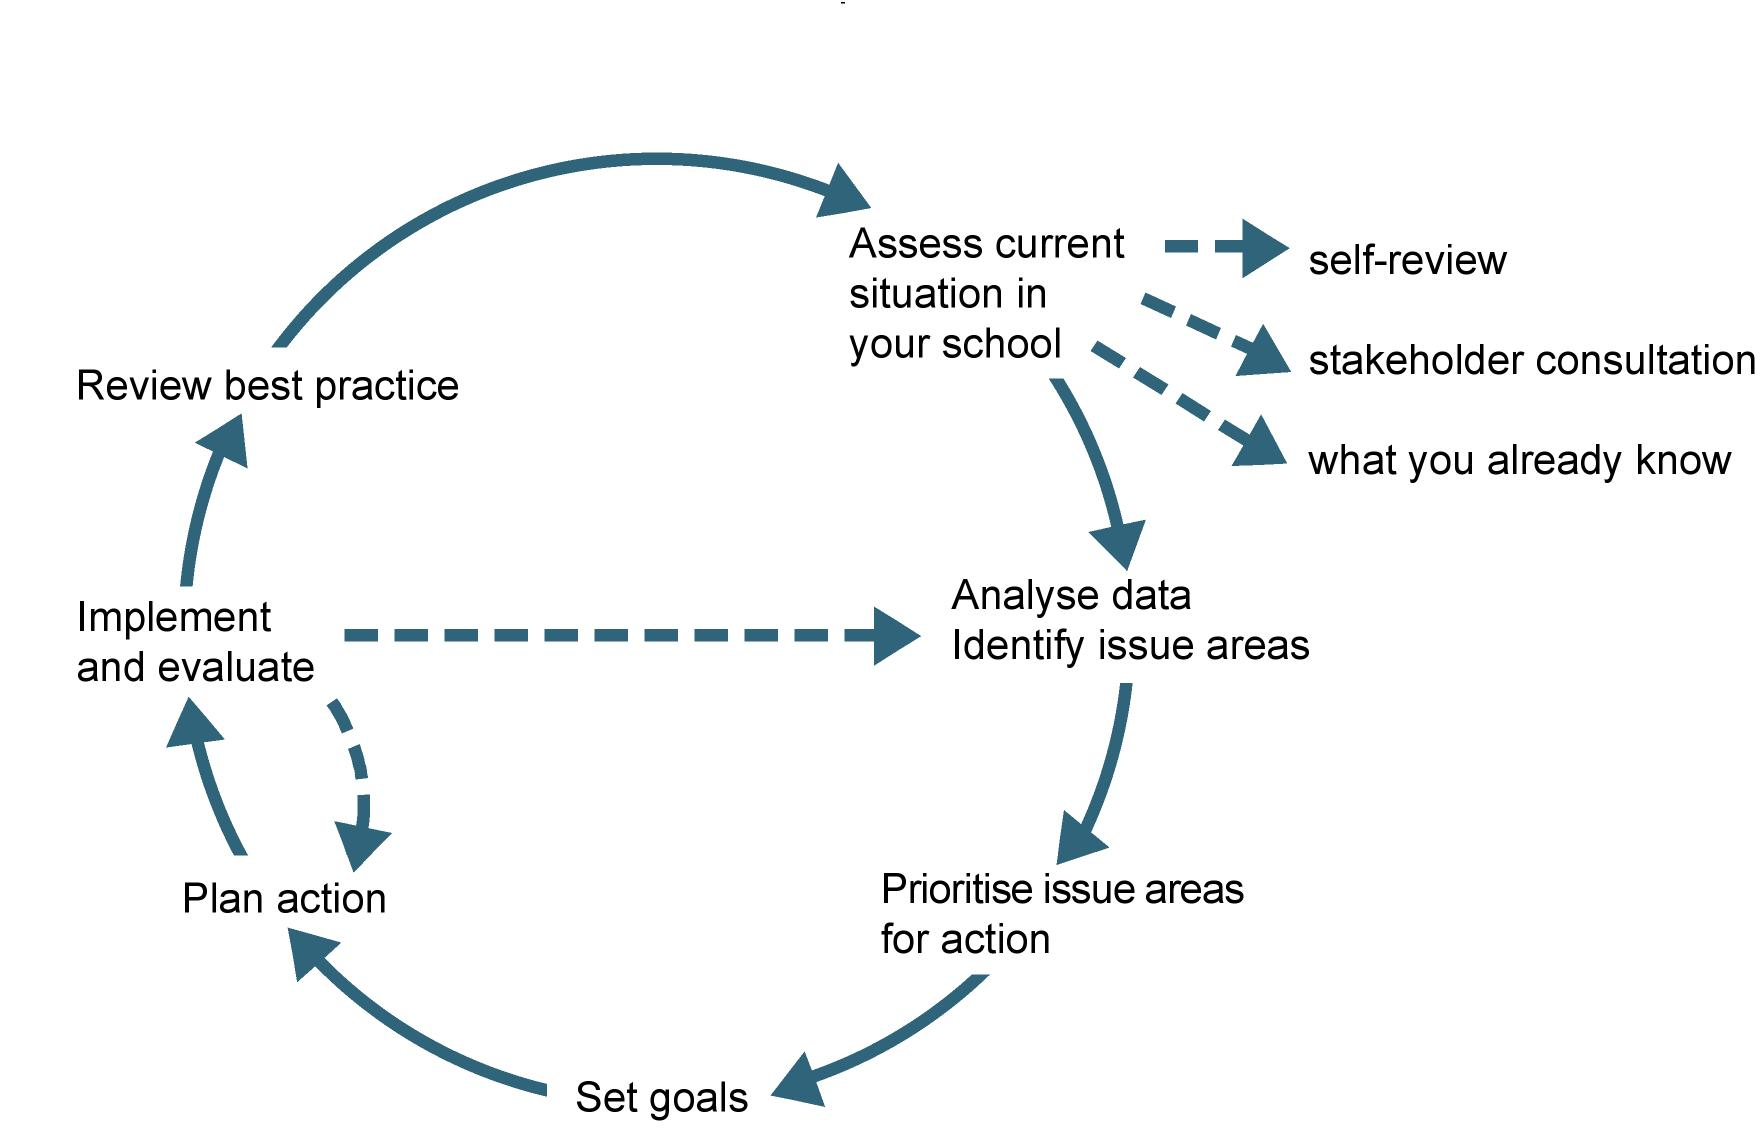 Assess current
situation in
your school
self-review
stakeholder consultation
what you already know
Analyse data
Identify issue areas
Prioritise issue areas
for action
Set goals
Plan action
Implement
and evaluate
Review best practice